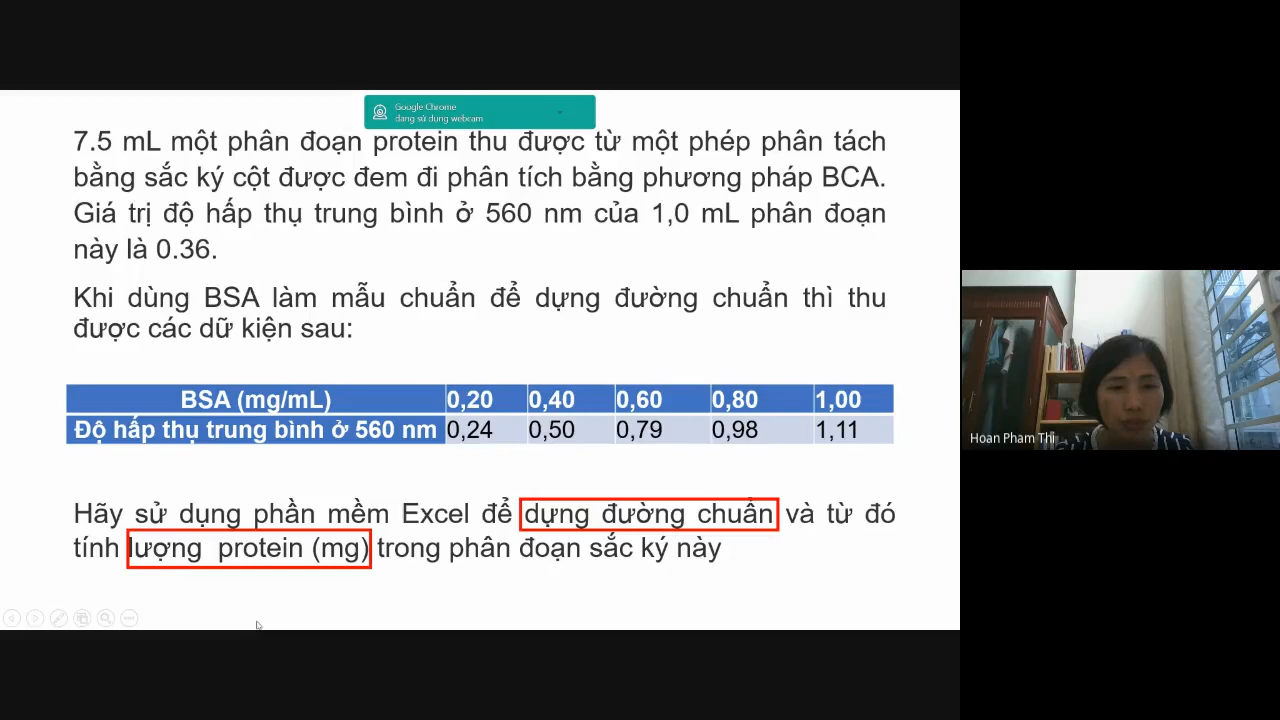 Google Chrome
đang sử dụng webcam
7.5 mL một phân đoạn protein thu được từ một phép phân tách
bằng sắc ký cột được đem đi phân tích bằng phương pháp BCA.
Giá trị độ hấp thụ trung bình ở 560 nm của 1,0 mL phân đoạn
này là 0.36.
Khi dùng BSA làm mẫu chuẩn để dựng đường chuẩn thì thu
được các dữ kiện sau:
BSA (mg/mL) 0,20 0,40 0,60 0,80 1,00
Độ hấp thụ trung bình ở 560 nm 0,24 0,50 0,79 0,98 1,11
Hãy sử dụng phần mềm Excel để dựng đường chuẩn và từ đó
tính lượng protein (mg) trong phân đoạn sắc ký này
Hoan Pham Thi